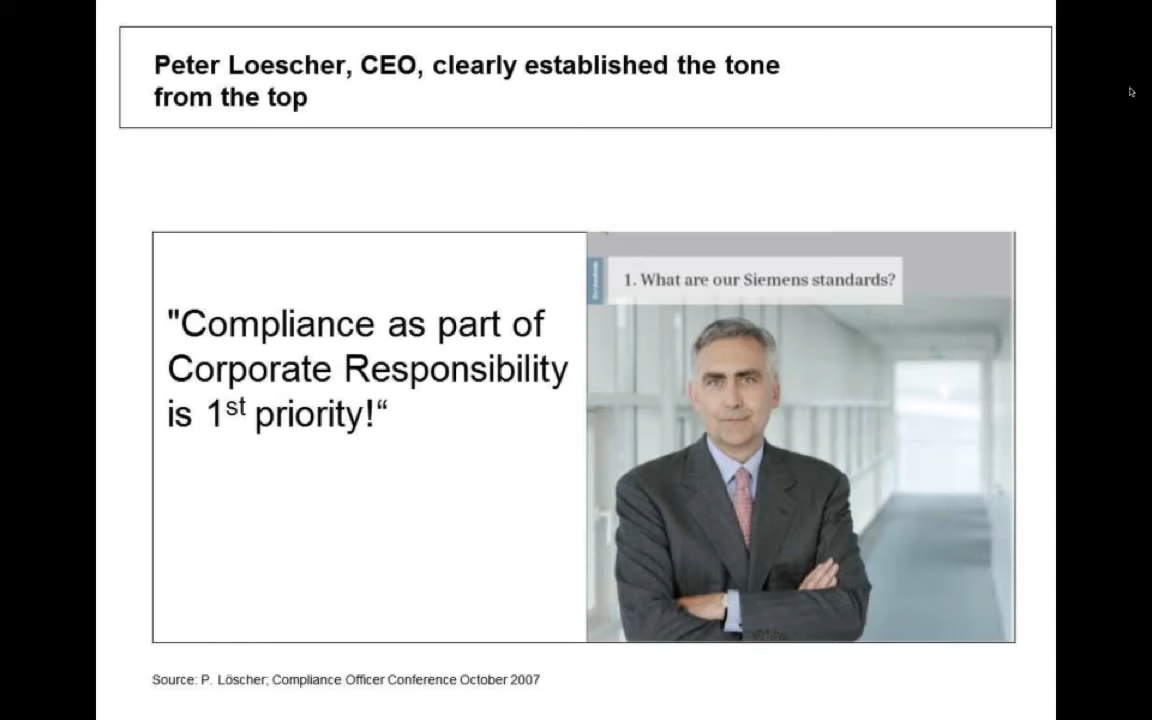 Peter Loescher, CEO, clearly established the tone
from the top
1. What are our Siemens standards?
"Compliance as part of
Corporate Responsibility
is 1st priority!“
Source: P. Löscher; Compliance Officer Conference October 2007